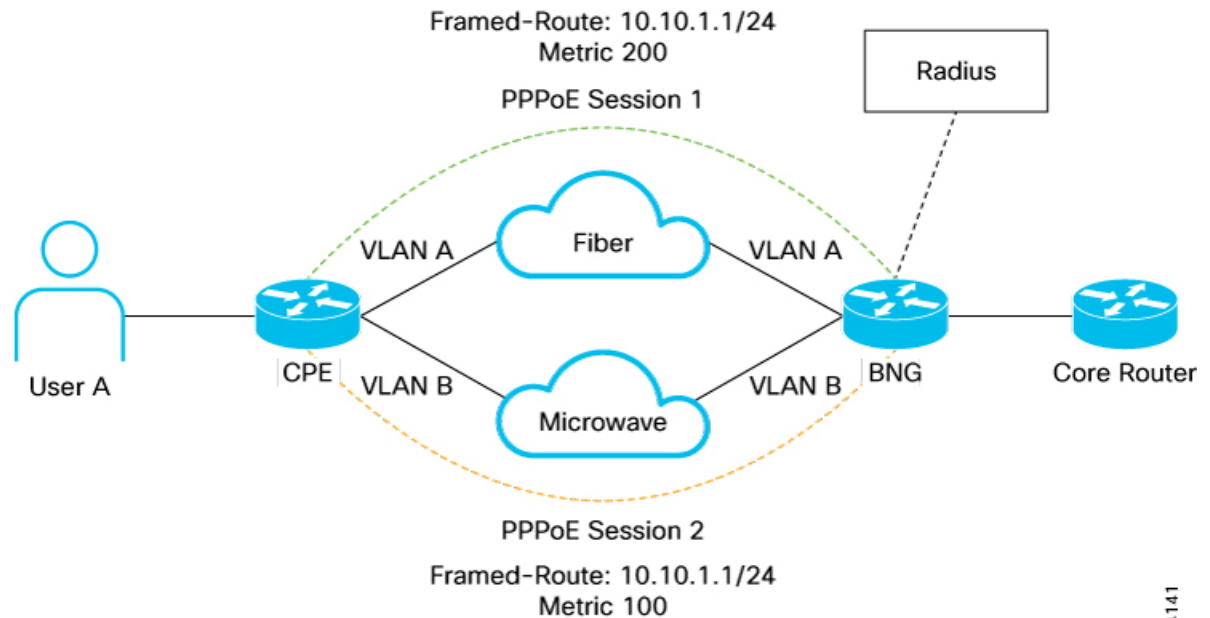 Framed-Route: 10.10.1.1/24
Metric 200
PPPoE Session 1
Radius
Fiber
VLAN A
VLAN A
User A
CPE
BNG
Core Router
VLAN B
VLAN B
Microwave
PPPoE Session 2
Framed-Route: 10.10.1.1/24
Metric 100